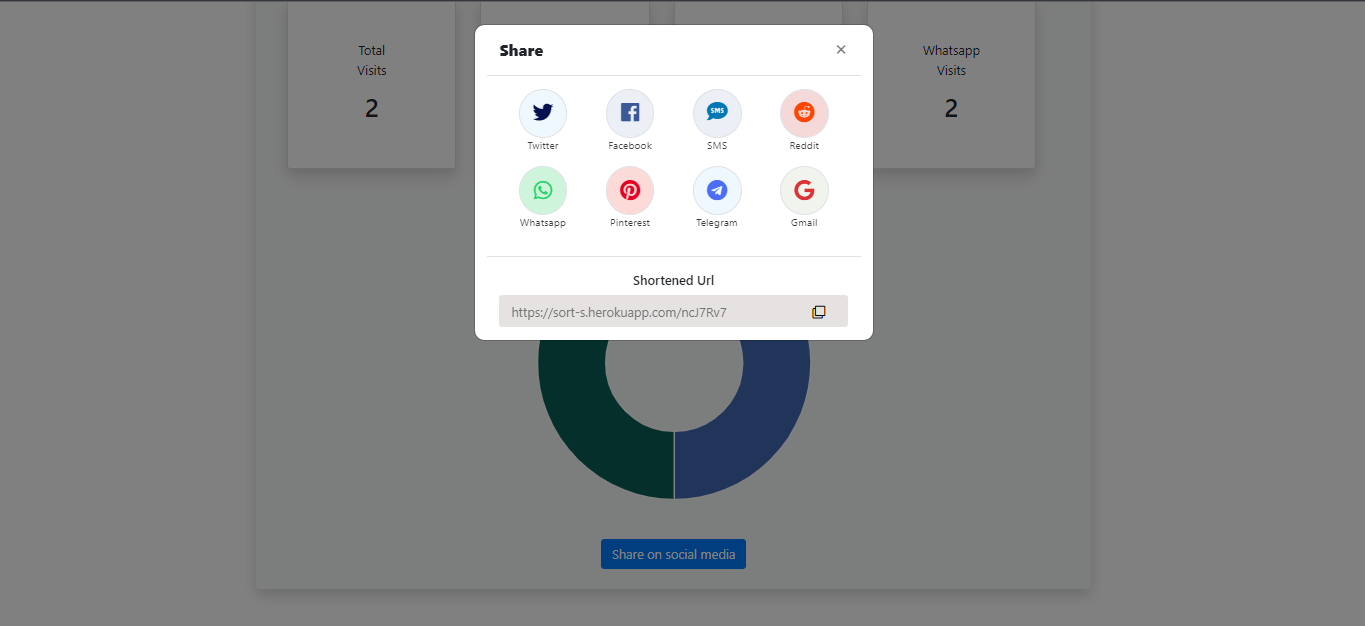 Total
Visits
2
Whatsapp
Visits
2
Share
Twitter
Facebook
SMS
SMS
Reddit
Whatsapp
Pinterest
Telegram
Gmail
Shortened Url
https://sort-s.herokuapp.com/ncJ7Rv7
Share on social media